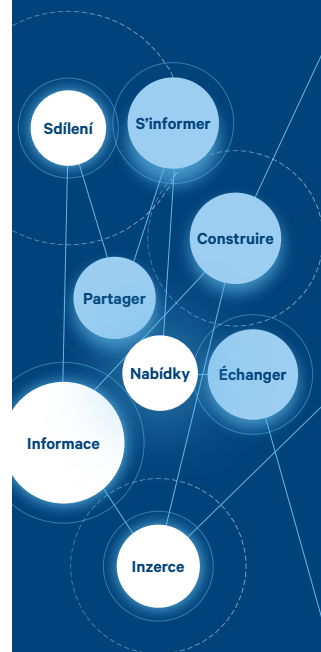 Sdílení
S'informer
Construire
Partager
Nabídky
Échanger
Informace
Inzerce